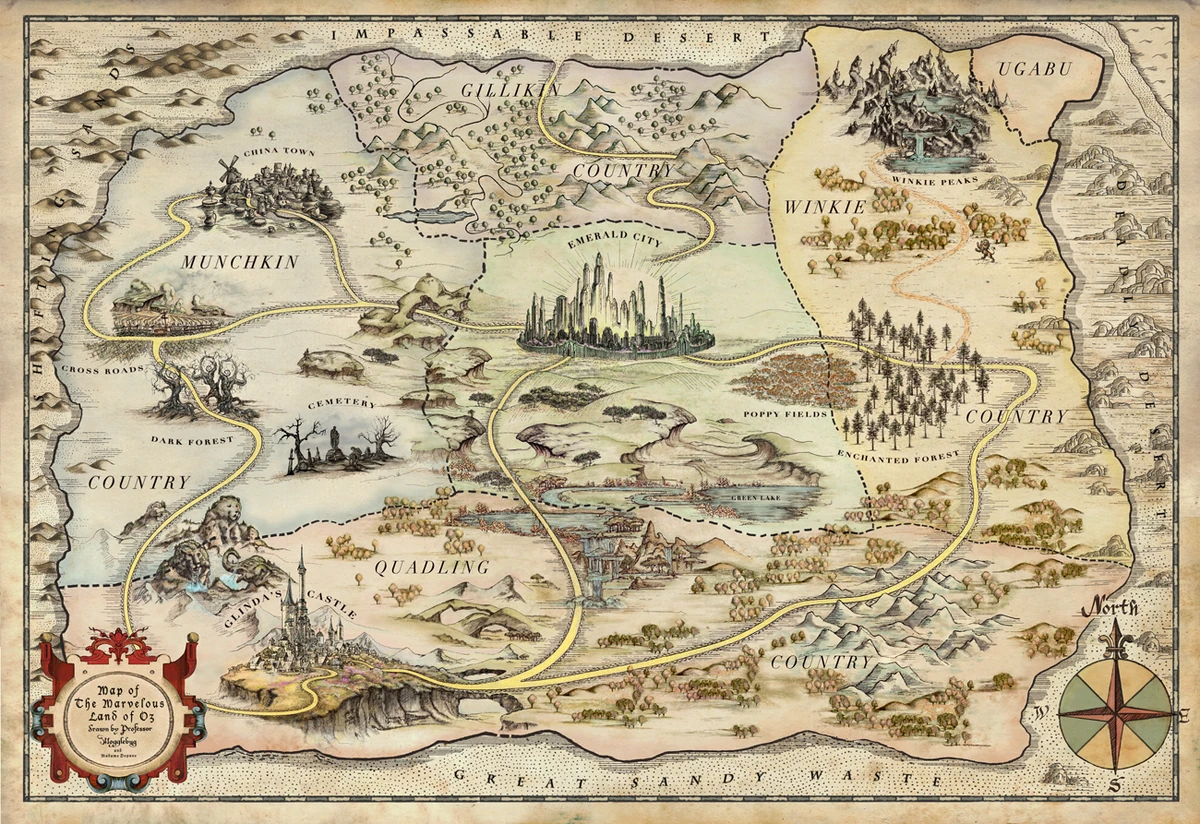 IMPASSABLE DESERT
UGABU
GILLIKIN
CHINA TOWN
COUNTRY
WINKIE PEAKS
WINKIE
EMERALD CITY
MUNCHKIN
SHIFTING SANDS
DEADLY DESERT
CROSS ROADS
CEMETERY
POPPY FIELDS
COUNTRY
DARK FOREST
ENCHANTED FOREST
COUNTRY
GREEN LAKE
QUADLING
GLINDA'S CASTLE
North
COUNTRY
Map of
The Marvelous
Land of Oz
Drawn by Professor
and
W
E
S
GREAT SANDY WASTE